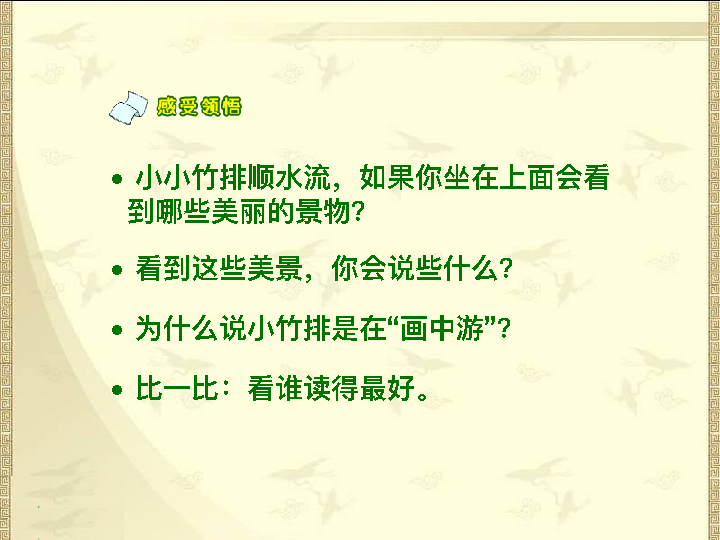 感受领悟
• 小小竹排顺水流，如果你坐在上面会看
到哪些美丽的景物？
• 看到这些美景，你会说些什么？
• 为什么说小竹排是在“画中游”？
• 比一比：看谁读得最好。